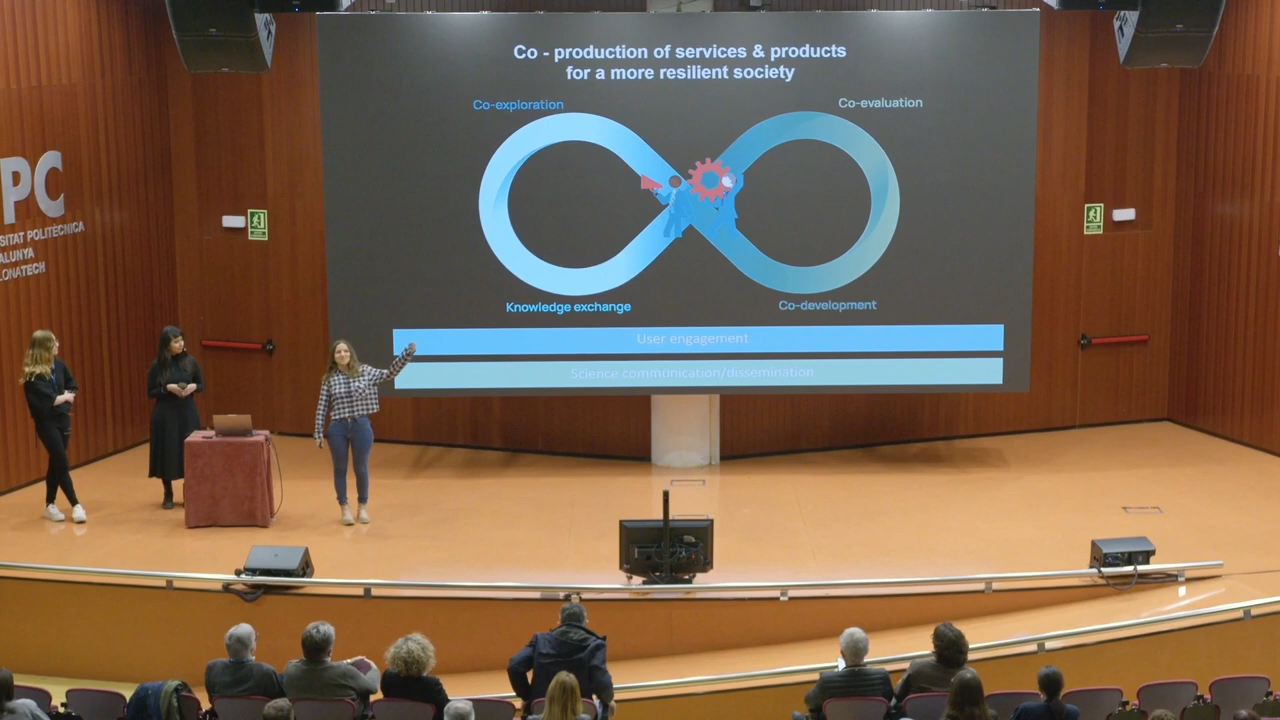 Co - production of services & products
for a more resilient society
Co-exploration
Co-evaluation
Knowledge exchange
Co-development
User engagement
Science communication/dissemination
PC
SITAT POLITÈCNICA
ALUNYA
LONATECH